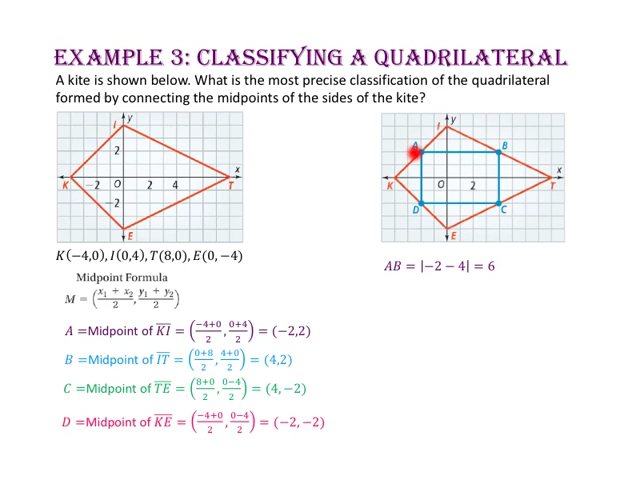 Example 3: Classifying a Quadrilateral
A kite is shown below. What is the most precise classification of the quadrilateral
formed by connecting the midpoints of the sides of the kite?
I y
2
K −2 O 2 4 T x
−2
E
I y
A B
K O 2 T x
D C
E
K(−4,0), I(0,4), T(8,0), E(0, −4)
AB = |−2 − 4| = 6
Midpoint Formula
M = ((x₁ + x₂)/2, (y₁ + y₂)/2)
A =Midpoint of K̅I̅ = ((−4+0)/2, (0+4)/2) = (−2,2)
B =Midpoint of I̅T̅ = ((0+8)/2, (4+0)/2) = (4,2)
C =Midpoint of T̅E̅ = ((8+0)/2, (0−4)/2) = (4, −2)
D =Midpoint of K̅E̅ = ((−4+0)/2, (0−4)/2) = (−2, −2)